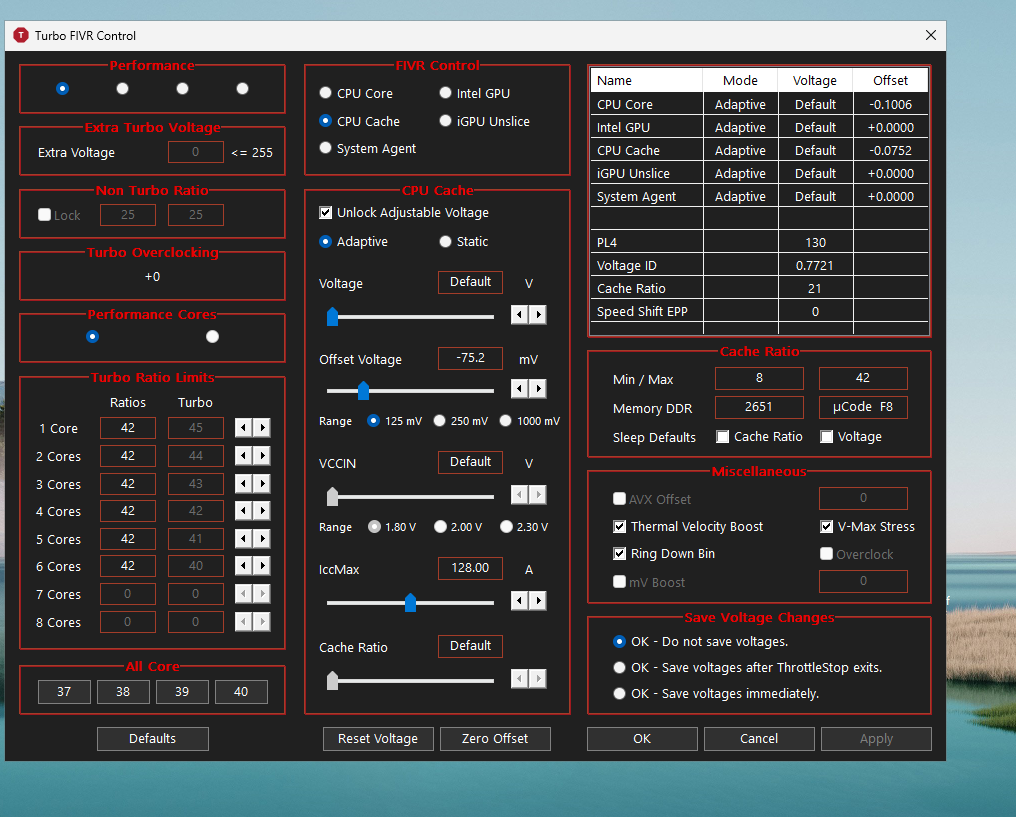 Turbo FIVR Control
Performance
Extra Turbo Voltage
Extra Voltage 0 <= 255
Non Turbo Ratio
Lock 25 25
Turbo Overclocking
+0
Performance Cores
Turbo Ratio Limits
Ratios Turbo
1 Core 42 45
2 Cores 42 44
3 Cores 42 43
4 Cores 42 42
5 Cores 42 41
6 Cores 42 40
7 Cores 0 0
8 Cores 0 0
All Core
37 38 39 40
Defaults
FIVR Control
CPU Core Intel GPU
CPU Cache iGPU Unslice
System Agent
CPU Cache
Unlock Adjustable Voltage
Adaptive Static
Voltage Default V
Offset Voltage -75.2 mV
Range 125 mV 250 mV 1000 mV
VCCIN Default V
Range 1.80 V 2.00 V 2.30 V
IccMax 128.00 A
Cache Ratio Default
Reset Voltage Zero Offset
Name Mode Voltage Offset
CPU Core Adaptive Default -0.1006
Intel GPU Adaptive Default +0.0000
CPU Cache Adaptive Default -0.0752
iGPU Unslice Adaptive Default +0.0000
System Agent Adaptive Default +0.0000
PL4 130
Voltage ID 0.7721
Cache Ratio 21
Speed Shift EPP 0
Cache Ratio
Min / Max 8 42
Memory DDR 2651 µCode F8
Sleep Defaults Cache Ratio Voltage
Miscellaneous
AVX Offset 0
Thermal Velocity Boost V-Max Stress
Ring Down Bin Overclock
mV Boost 0
Save Voltage Changes
OK - Do not save voltages.
OK - Save voltages after ThrottleStop exits.
OK - Save voltages immediately.
OK Cancel Apply